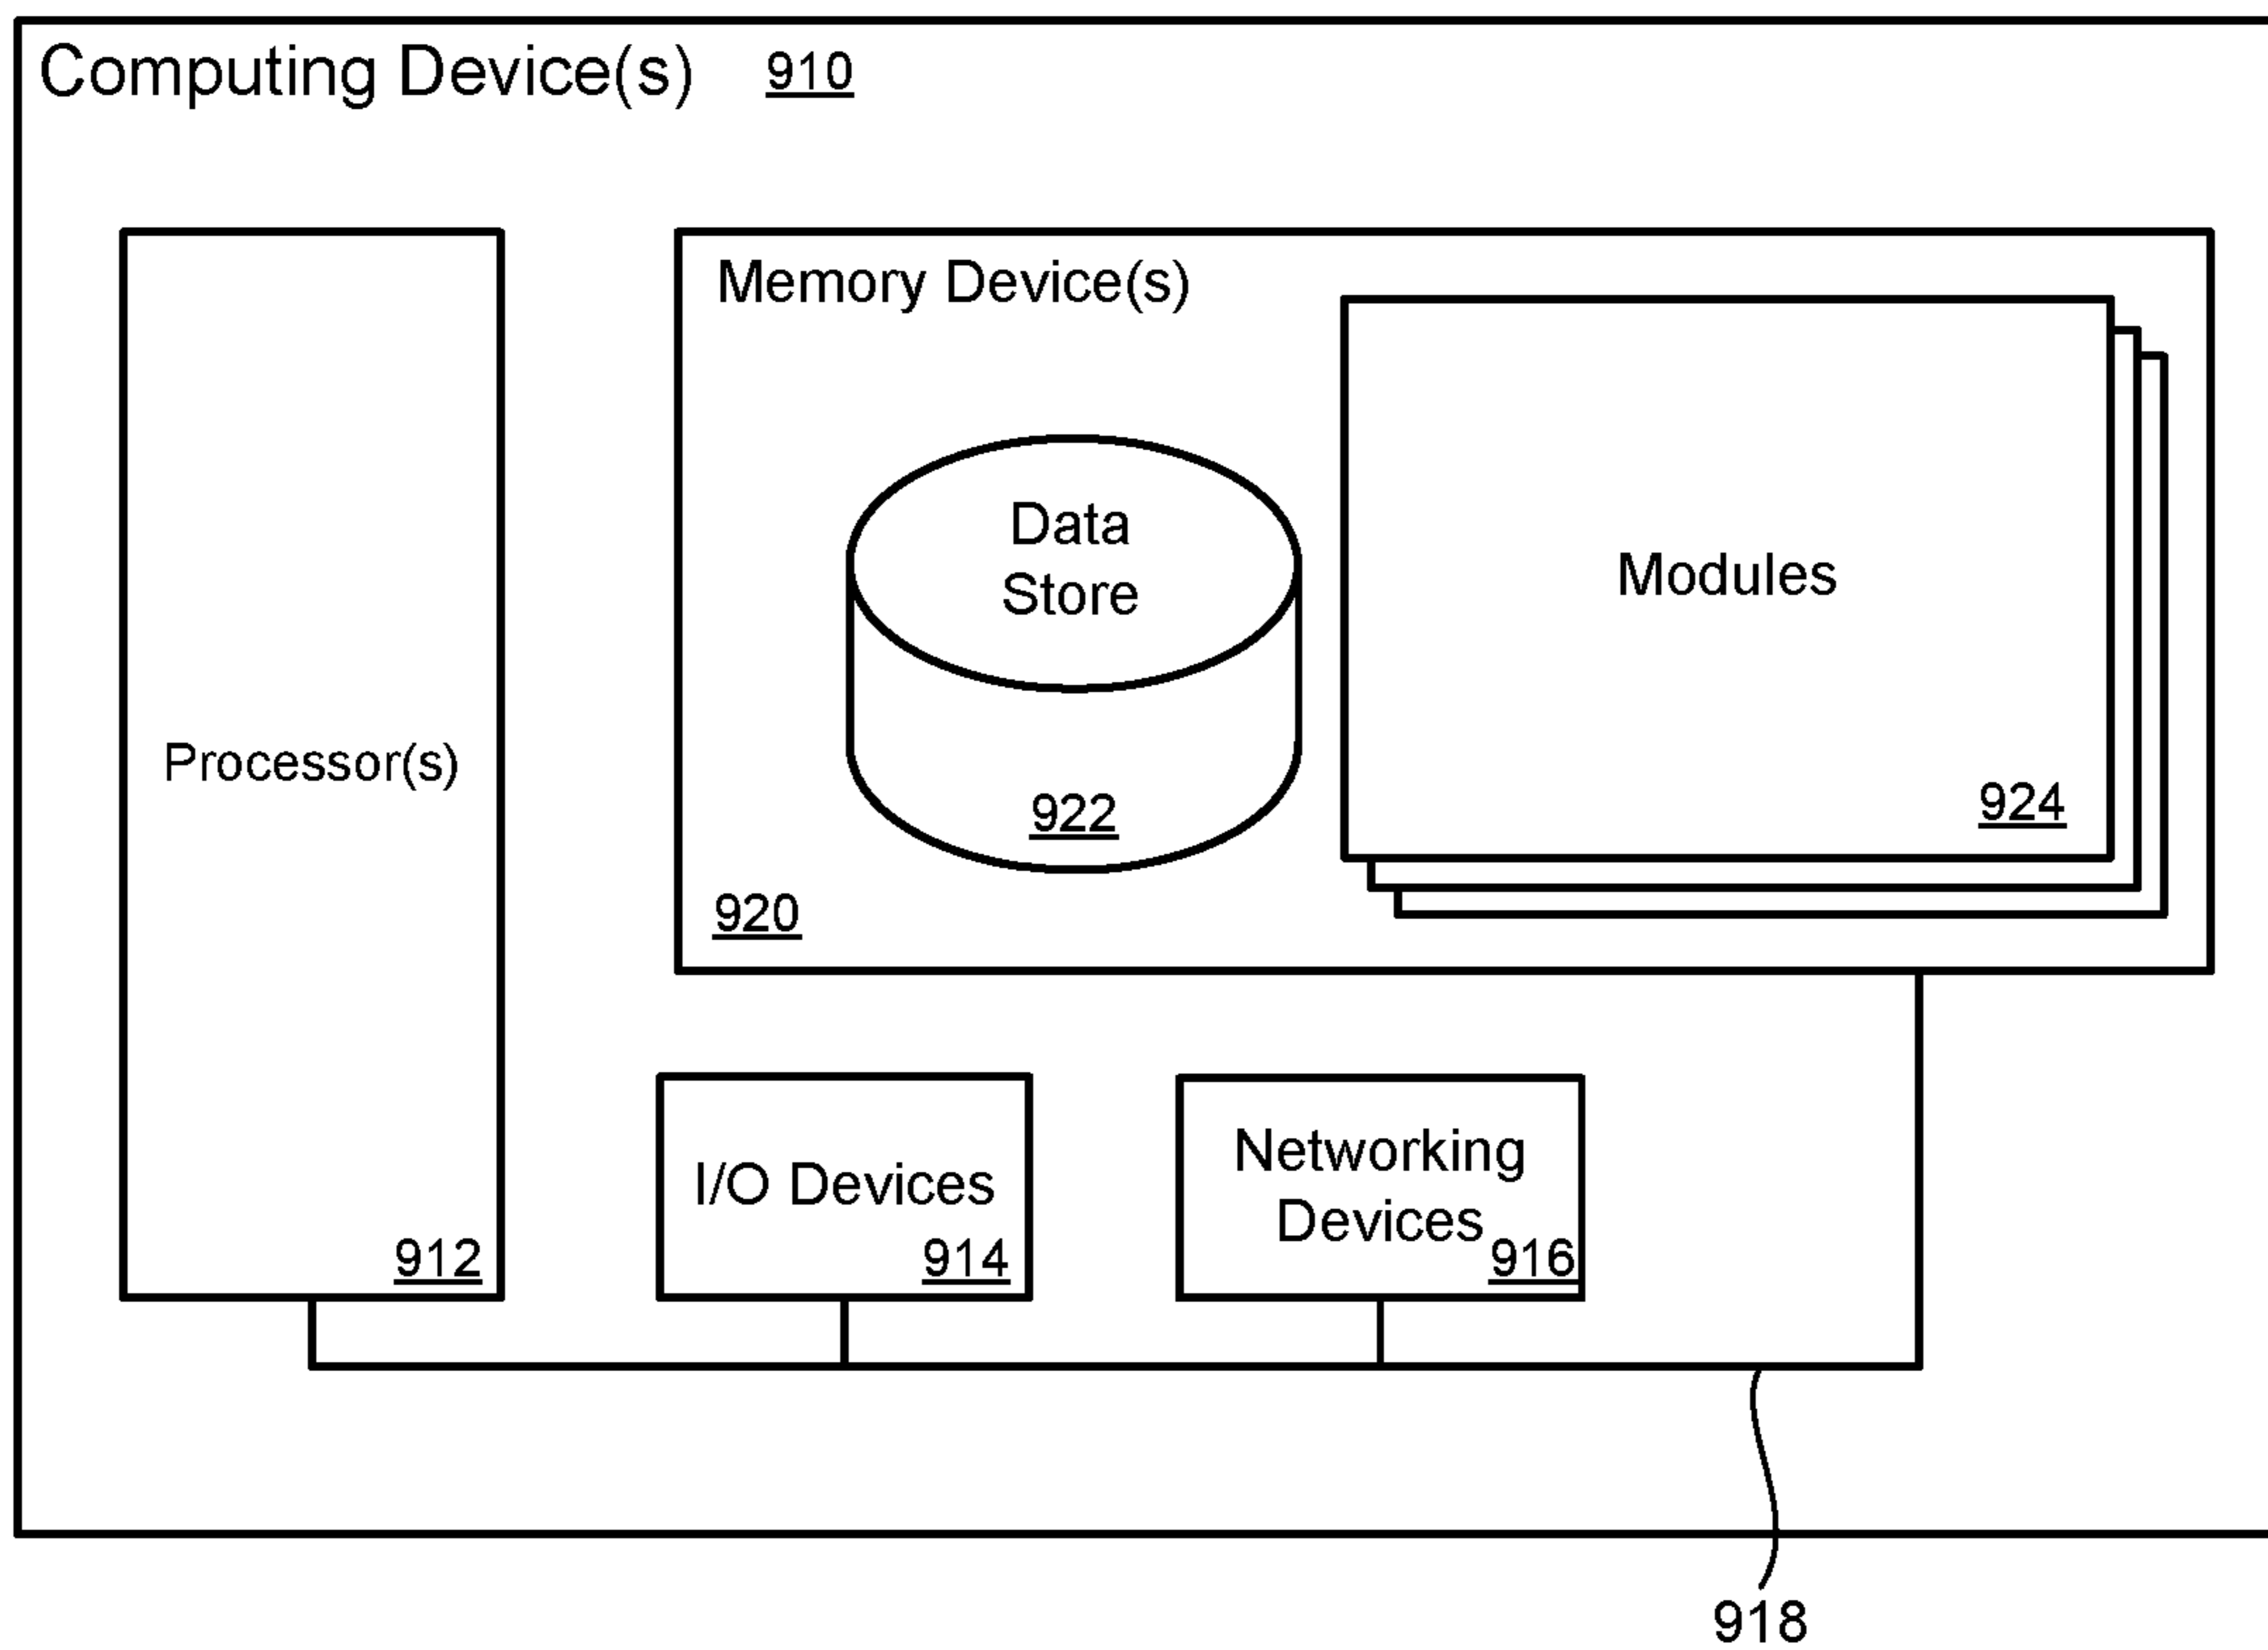 Computing Device(s) 910
Memory Device(s)
Data
Store
Modules
Processor(s)
922
924
920
I/O Devices
Networking
Devices
912
914
916
918